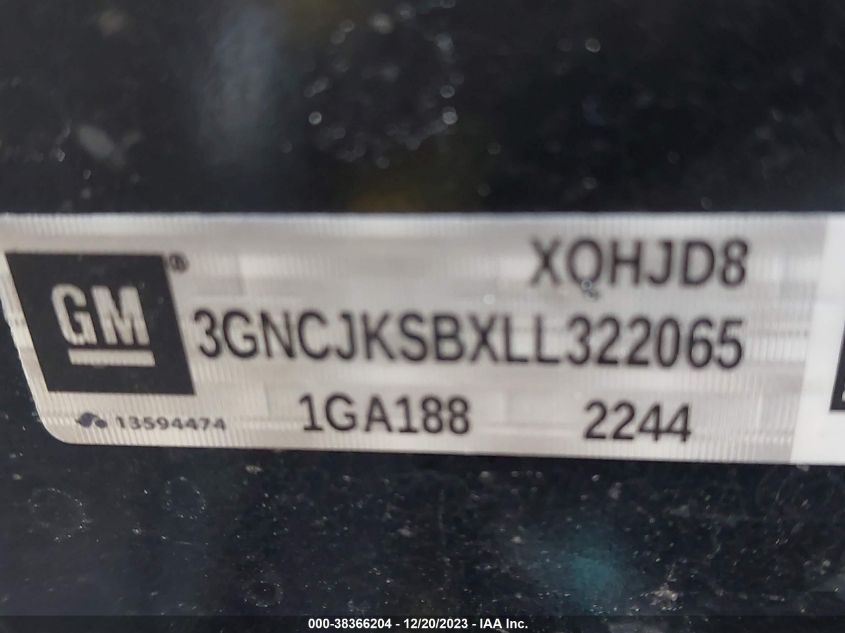 XQHJD8
GM®
3GNCJKSBXLL322065
13594474 1GA188 2244
000-38366204 - 12/20/2023 - IAA Inc.